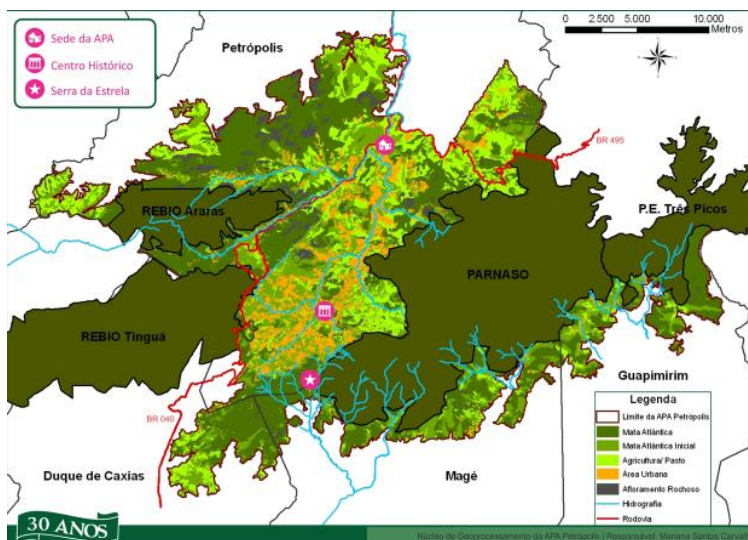 Sede da APA
Centro Histórico
Serra da Estrela
Petrópolis
0 2.500 5.000 10.000
Metros
BR 495
REBIO Araras
P.E. Três Picos
PARNASO
REBIO Tinguá
Guapimirim
BR 040
Duque de Caxias
Magé
Legenda
Limite da APA Petrópolis
Mata Atlântica
Mata Atlântica Inicial
Agricultura/ Pasto
Área Urbana
Afloramento Rochoso
Hidrografia
Rodovia
30 ANOS
Núcleo de Geoprocessamento da APA Petrópolis | Responsável: Mariana Santos Carvalho